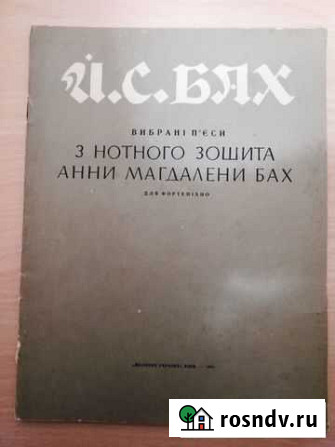 Й.С.БАХ
ВИБРАНІ П'ЄСИ
З НОТНОГО ЗОШИТА
АННИ МАГДАЛЕНИ БАХ
ДЛЯ ФОРТЕПІАНО
rosndv.ru